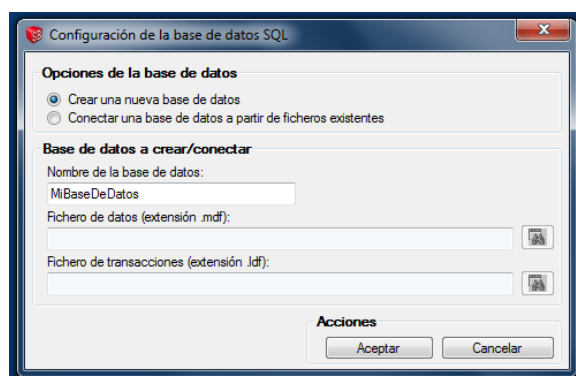 Configuración de la base de datos SQL
Opciones de la base de datos
Crear una nueva base de datos
Conectar una base de datos a partir de ficheros existentes
Base de datos a crear/conectar
Nombre de la base de datos:
MiBaseDeDatos
Fichero de datos (extensión .mdf):
Fichero de transacciones (extensión .ldf):
Acciones
Aceptar Cancelar